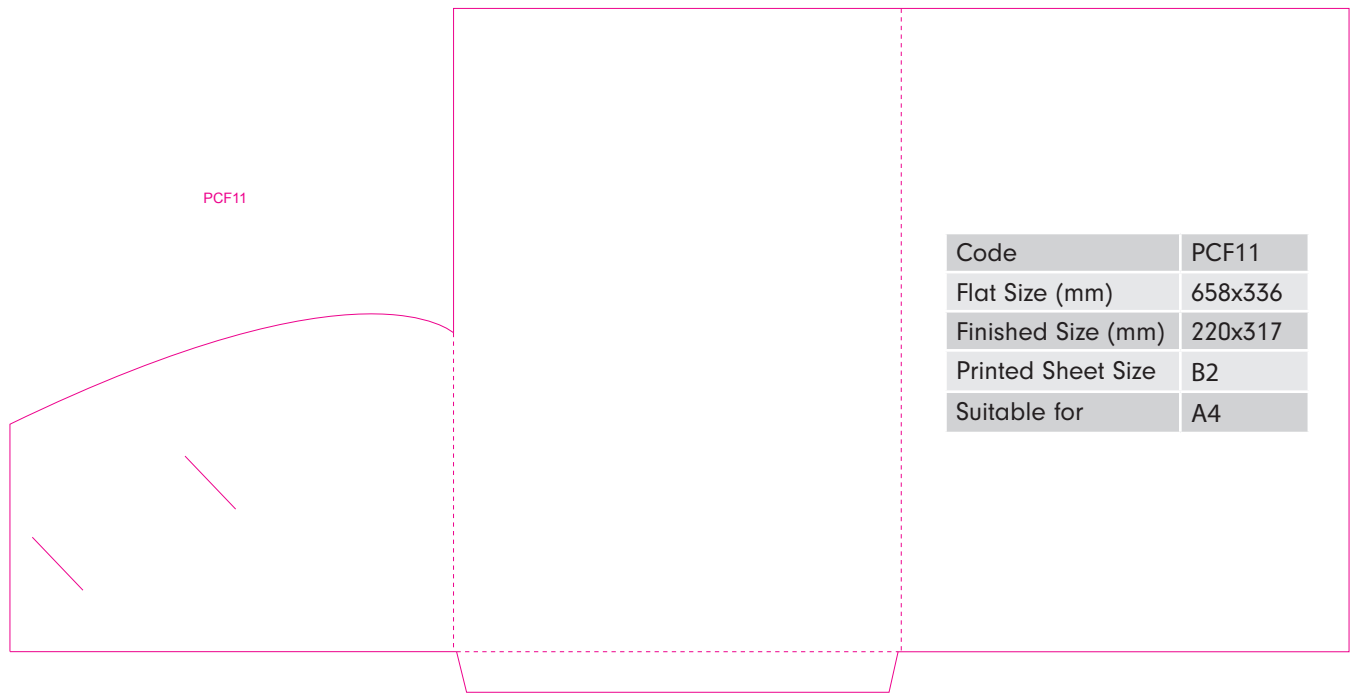 PCF11
Code PCF11
Flat Size (mm) 658x336
Finished Size (mm) 220x317
Printed Sheet Size B2
Suitable for A4